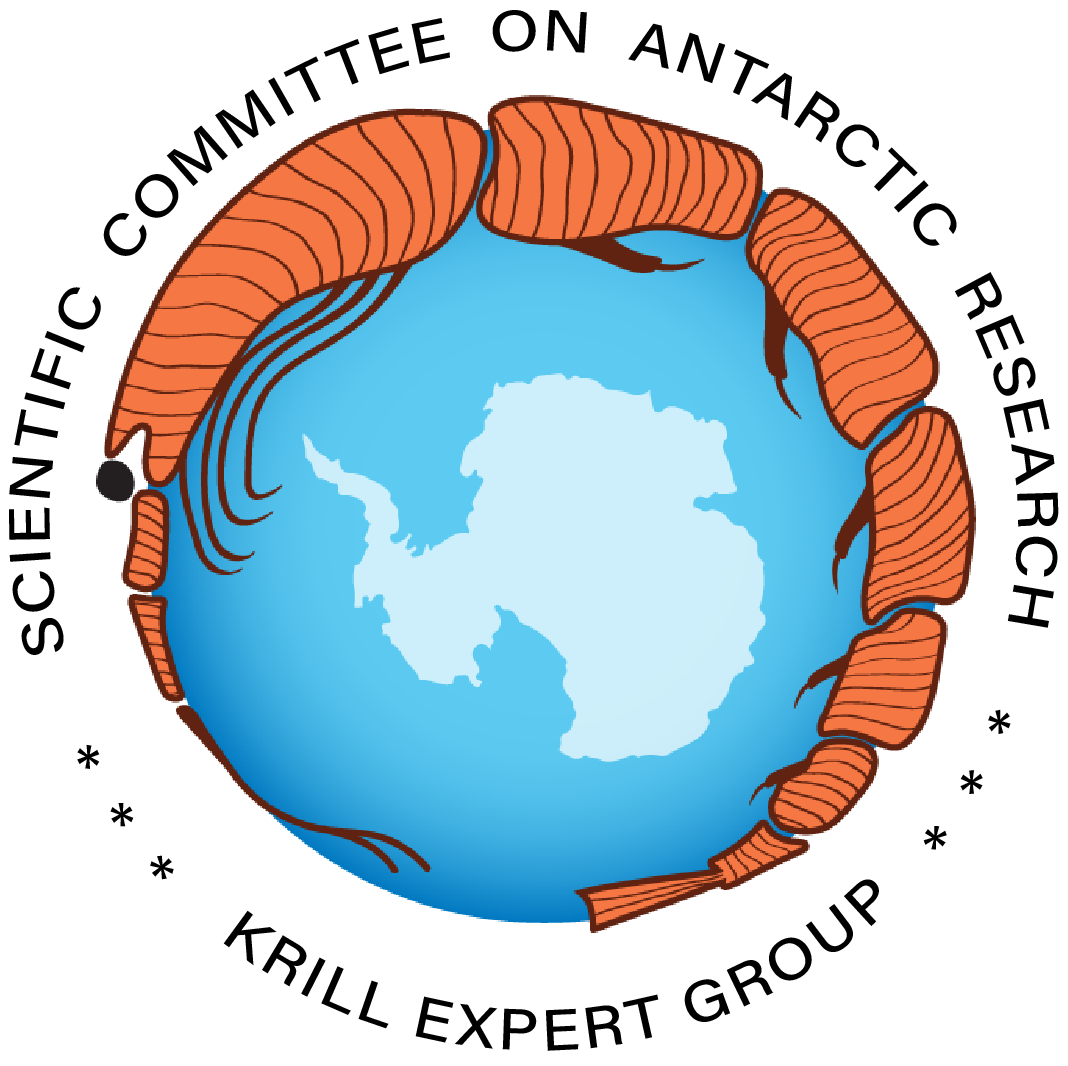 SCIENTIFIC COMMITTEE ON ANTARCTIC RESEARCH
* * *
KRILL EXPERT GROUP
* * *